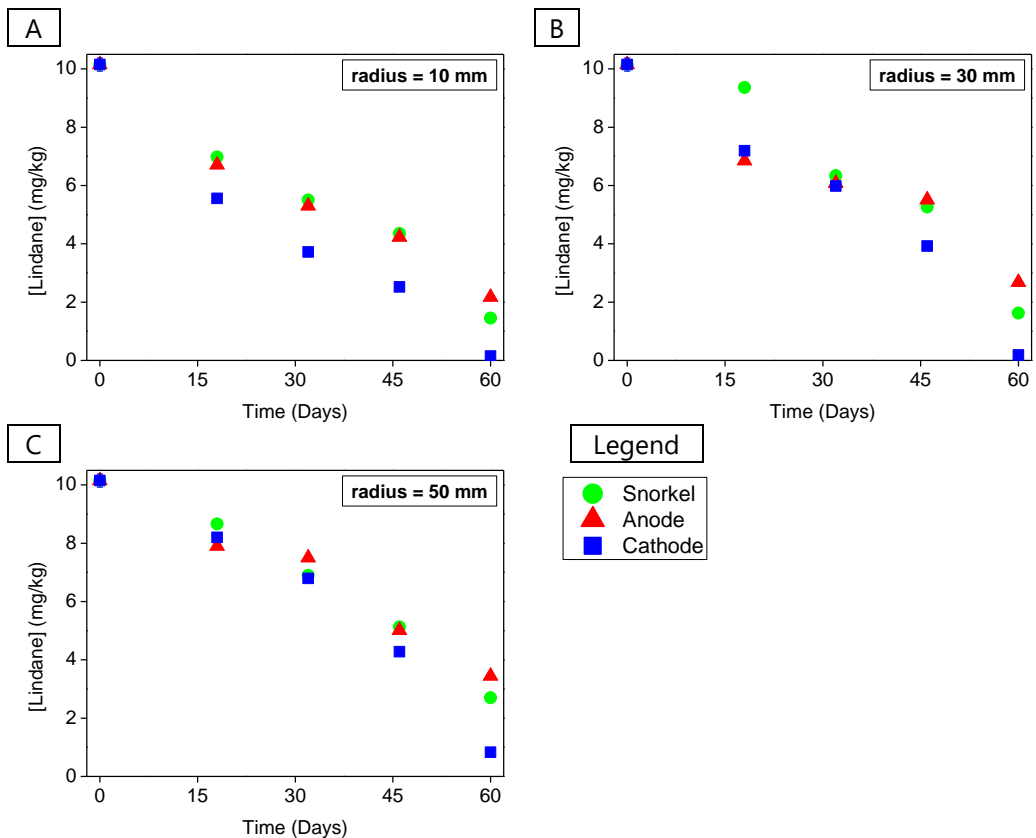 A
radius = 10 mm
[Lindane] (mg/kg)
10
8
6
4
2
0
0 15 30 45 60
Time (Days)
B
radius = 30 mm
[Lindane] (mg/kg)
10
8
6
4
2
0
0 15 30 45 60
Time (Days)
C
radius = 50 mm
[Lindane] (mg/kg)
10
8
6
4
2
0
0 15 30 45 60
Time (Days)
Legend
Snorkel
Anode
Cathode